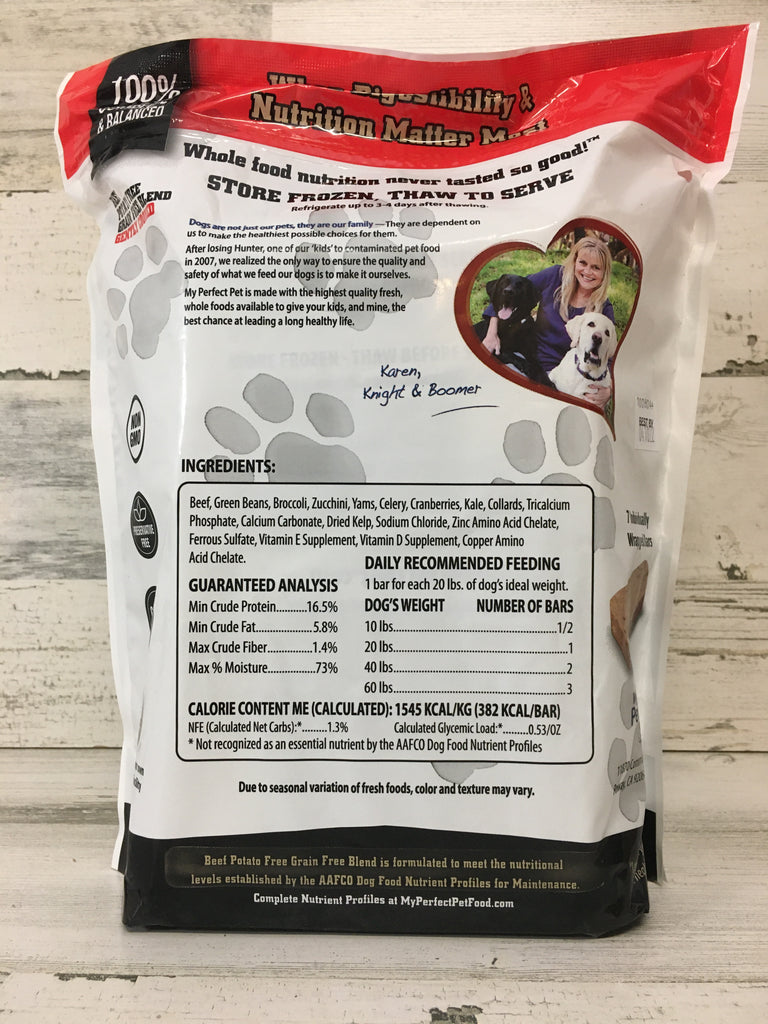 100%
& BALANCED
Digestibility &
Nutrition Matter Most
Whole food nutrition never tasted so good!™
STORE FROZEN, THAW TO SERVE
Refrigerate up to 3-4 days after thawing.
Dogs are not just our pets, they are our family — They are dependent on
us to make the healthiest possible choices for them.
After losing Hunter, one of our 'kids' to contaminated pet food
in 2007, we realized the only way to ensure the quality and
safety of what we feed our dogs is to make it ourselves.
My Perfect Pet is made with the highest quality fresh,
whole foods available to give your kids, and mine, the
best chance at leading a long healthy life.
Karen,
Knight & Boomer
NON
GMO
BEST BY
PRESERVATIVE
FREE
INGREDIENTS:
Beef, Green Beans, Broccoli, Zucchini, Yams, Celery, Cranberries, Kale, Collards, Tricalcium
Phosphate, Calcium Carbonate, Dried Kelp, Sodium Chloride, Zinc Amino Acid Chelate,
Ferrous Sulfate, Vitamin E Supplement, Vitamin D Supplement, Copper Amino
Acid Chelate.
GUARANTEED ANALYSIS
Min Crude Protein...........16.5%
Min Crude Fat....................5.8%
Max Crude Fiber................1.4%
Max % Moisture...............73%
DAILY RECOMMENDED FEEDING
1 bar for each 20 lbs. of dog's ideal weight.
DOG'S WEIGHT NUMBER OF BARS
10 lbs....................................................1/2
20 lbs.......................................................1
40 lbs.......................................................2
60 lbs.......................................................3
CALORIE CONTENT ME (CALCULATED): 1545 KCAL/KG (382 KCAL/BAR)
NFE (Calculated Net Carbs):*.........1.3% Calculated Glycemic Load:*.........0.53/OZ
* Not recognized as an essential nutrient by the AAFCO Dog Food Nutrient Profiles
Due to seasonal variation of fresh foods, color and texture may vary.
Beef Potato Free Grain Free Blend is formulated to meet the nutritional
levels established by the AAFCO Dog Food Nutrient Profiles for Maintenance.
Complete Nutrient Profiles at MyPerfectPetFood.com